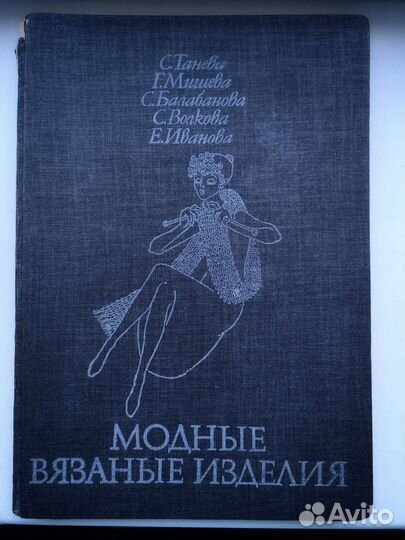 С. Танева
Г. Мишева
С. Балабанова
С. Волкова
Е. Иванова
МОДНЫЕ
ВЯЗАНЫЕ ИЗДЕЛИЯ
Avito